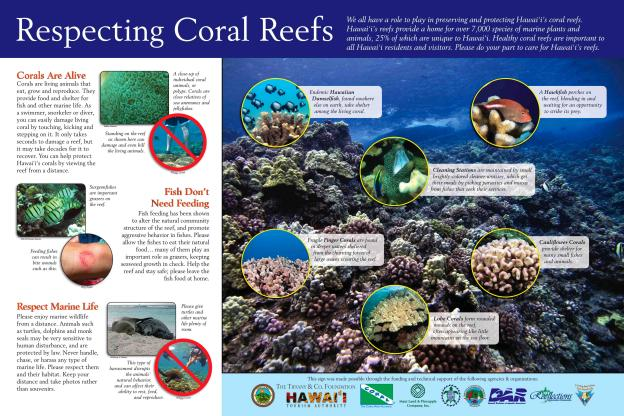 Respecting Coral Reefs
We all have a role to play in preserving and protecting Hawai'i's coral reefs.
Hawai'i's reefs provide a home for over 7,000 species of marine plants and
animals, 25% of which are unique to Hawai'i. Healthy coral reefs are important to
all Hawai'i residents and visitors. Please do your part to care for Hawai'i's reefs.
Corals Are Alive
Corals are living animals that
eat, grow and reproduce. They
provide food and shelter for
fish and other marine life. As
a swimmer, snorkeler or diver,
you can easily damage living
coral by touching, kicking and
stepping on it. It only takes
seconds to damage a reef, but
it may take decades for it to
recover. You can help protect
Hawai'i's corals by viewing the
reef from a distance.
A close-up of
individual coral
animals, or
polyps. Corals are
close relatives of
sea anemones and
jellyfishes.
Standing on the reef
as shown here can
damage and even kill
the living animals.
Surgeonfishes
are important
grazers on
the reef.
Feeding fishes
can result in
bite wounds
such as this.
Fish Don't
Need Feeding
Fish feeding has been shown
to alter the natural community
structure of the reef, and promote
aggressive behavior in fishes. Please
allow the fishes to eat their natural
food... many of them play an
important role as grazers, keeping
seaweed growth in check. Help the
reef and stay safe; please leave the
fish food at home.
Respect Marine Life
Please enjoy marine wildlife
from a distance. Animals such
as turtles, dolphins and monk
seals may be very sensitive to
human disturbance, and are
protected by law. Never handle,
chase, or harass any type of
marine life. Please respect them
and their habitat. Keep your
distance and take photos rather
than souvenirs.
Please give
turtles and
other marine
life plenty of
room.
This type of
harassment disrupts
the animals'
natural behavior
and can affect their
ability to rest, feed,
and reproduce.
Endemic Hawaiian
Damselfish, found nowhere
else on earth, take shelter
among the living coral.
A Hawkfish perches on
the reef, blending in and
waiting for an opportunity
to strike its prey.
Cleaning Stations are maintained by small
brightly-colored cleaner wrasses, which get
their meals by picking parasites and mucus
from fishes that seek their services.
Fragile Finger Corals are found
in deeper waters sheltered
from the churning forces of
large waves scouring the reef.
Cauliflower Corals
provide shelter for
many small fishes
and animals.
Lobe Corals form rounded
mounds on the reef,
often appearing like little
mountains on the sea floor.
This sign was made possible through the funding and technical support of the following agencies & organizations:
THE TIFFANY & CO. FOUNDATION
HAWAI'I
TOURISM AUTHORITY
Maui Land & Pineapple
Company, Inc.
DAR
Reflections